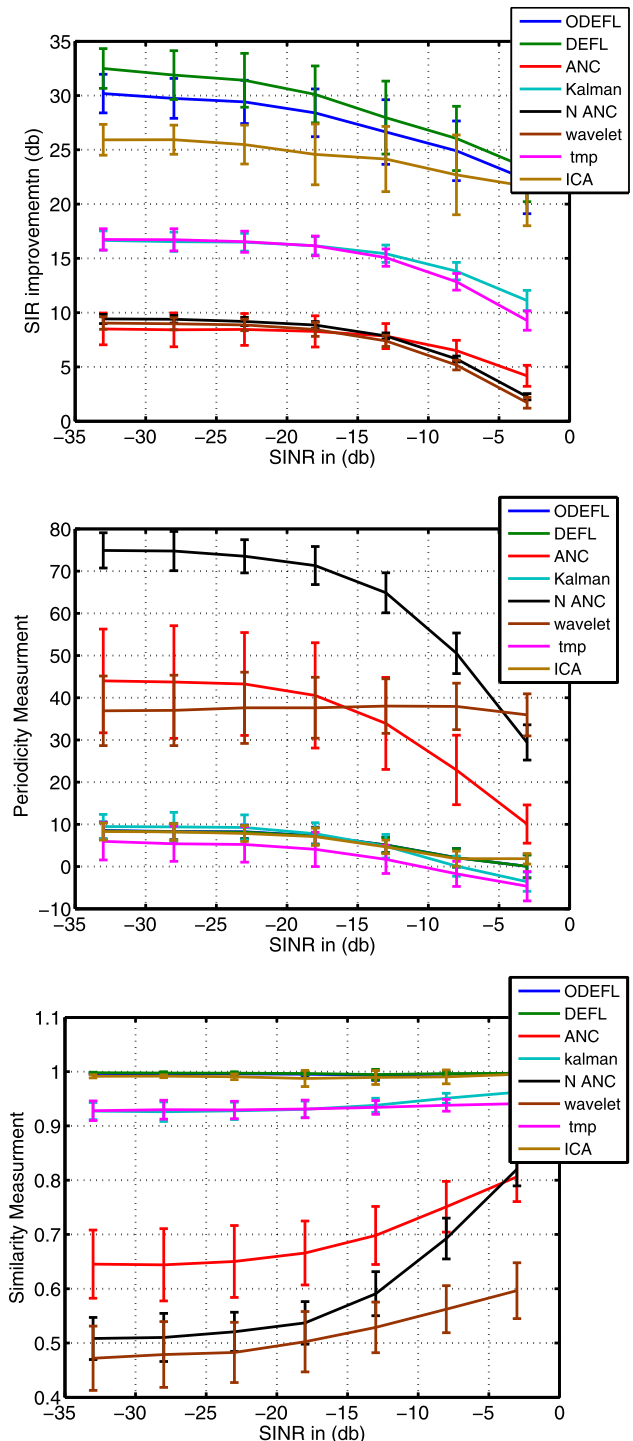 ODEFL
DEFL
ANC
Kalman
N ANC
wavelet
tmp
ICA
35
30
25
20
15
10
5
0
SIR improvememtn (db)
−35 −30 −25 −20 −15 −10 −5 0
SINR in (db)
ODEFL
DEFL
ANC
Kalman
N ANC
wavelet
tmp
ICA
80
70
60
50
40
30
20
10
0
−10
Periodicity Measurment
−35 −30 −25 −20 −15 −10 −5 0
SINR in (db)
ODEFL
DEFL
ANC
kalman
N ANC
wavelet
tmp
ICA
1.1
1
0.9
0.8
0.7
0.6
0.5
0.4
Similarity Measurment
−35 −30 −25 −20 −15 −10 −5 0
SINR in (db)